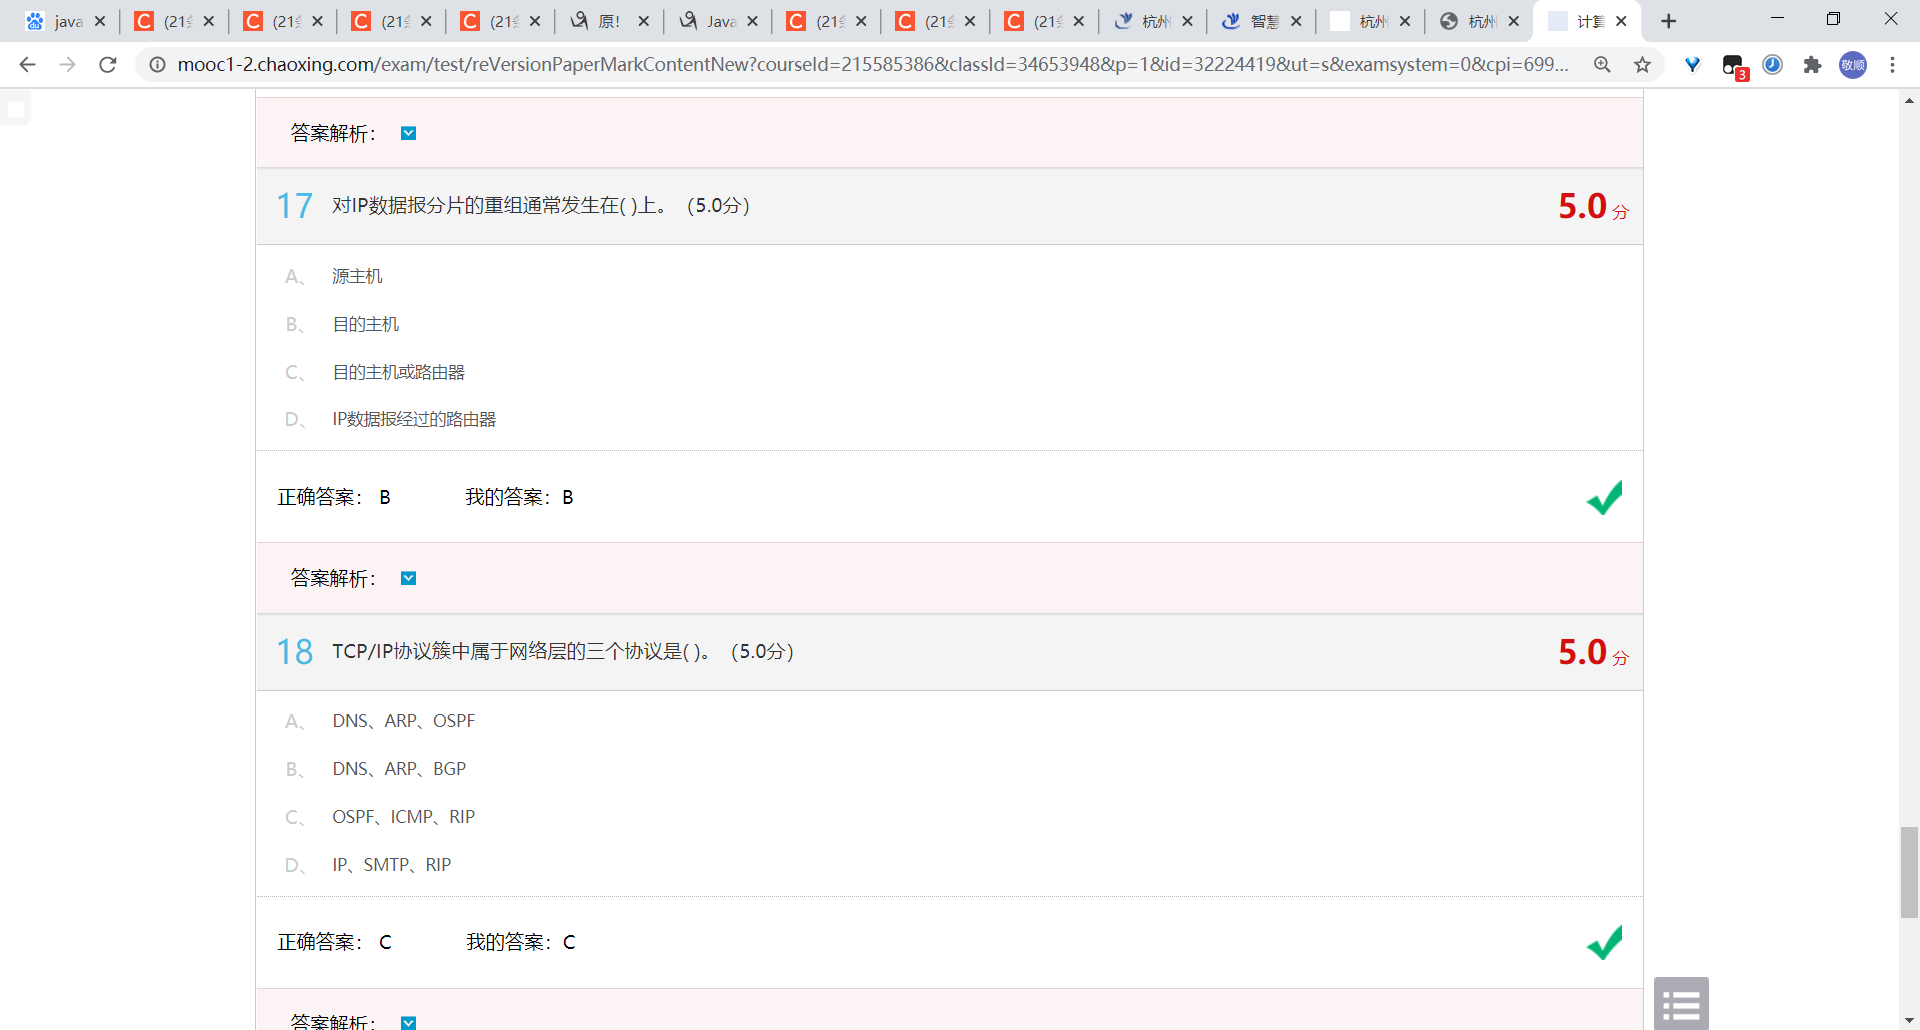 java
(21
(21
(21
(21
原!
Java
(21
(21
(21
杭州
智慧
杭州
杭州
计算
mooc1-2.chaoxing.com/exam/test/reVersionPaperMarkContentNew?courseId=215585386&classId=34653948&p=1&id=32224419&ut=s&examsystem=0&cpi=699...
3
敬顺
答案解析：
17 对IP数据报分片的重组通常发生在( )上。（5.0分）
5.0 分
A、 源主机
B、 目的主机
C、 目的主机或路由器
D、 IP数据报经过的路由器
正确答案： B 我的答案：B
答案解析：
18 TCP/IP协议簇中属于网络层的三个协议是( )。（5.0分）
5.0 分
A、 DNS、ARP、OSPF
B、 DNS、ARP、BGP
C、 OSPF、ICMP、RIP
D、 IP、SMTP、RIP
正确答案： C 我的答案：C
答案解析：